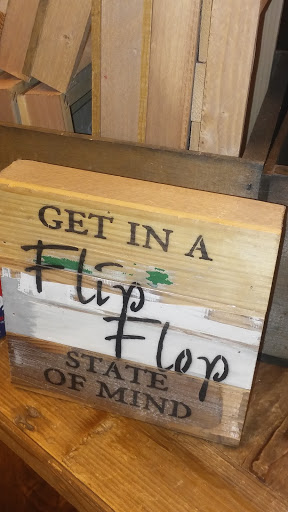 GET IN A
Flip
Flop
STATE
OF MIND